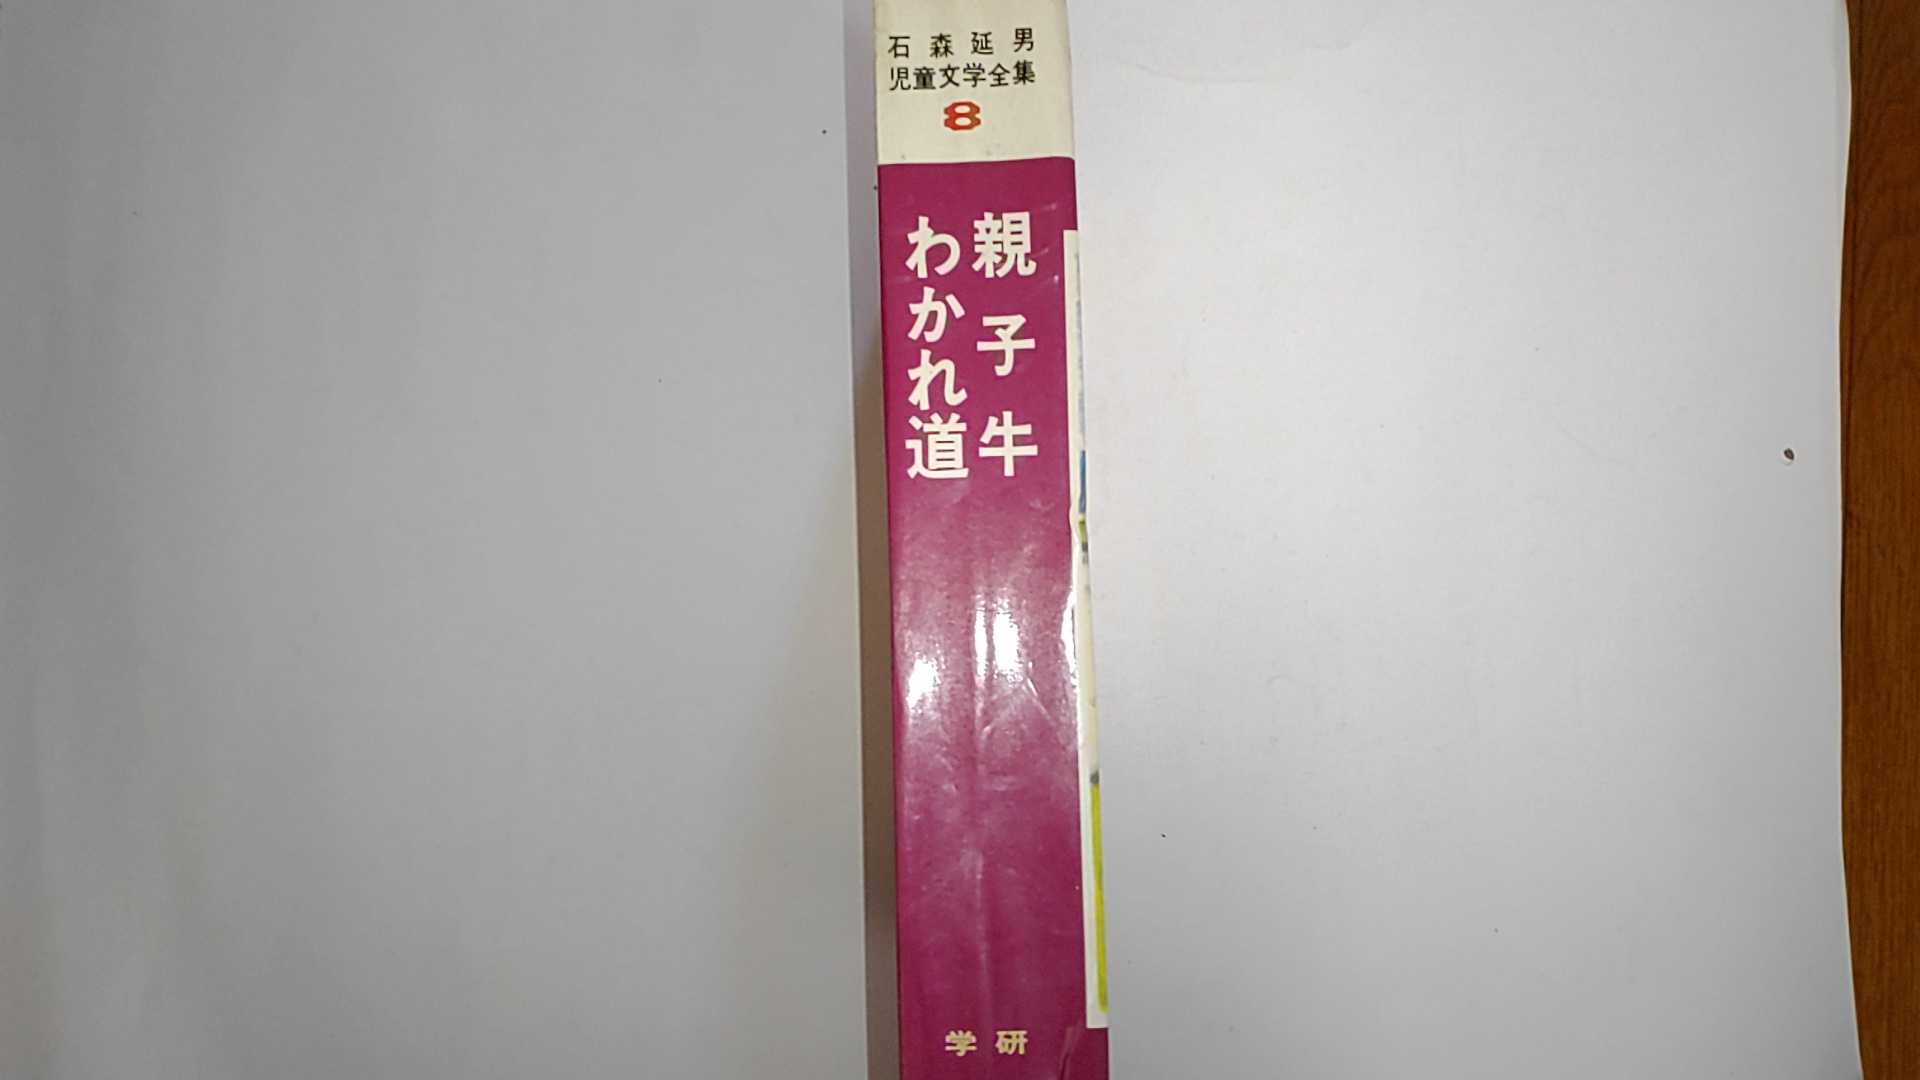 石森延男
児童文学全集
8
親子牛
わかれ道
学研